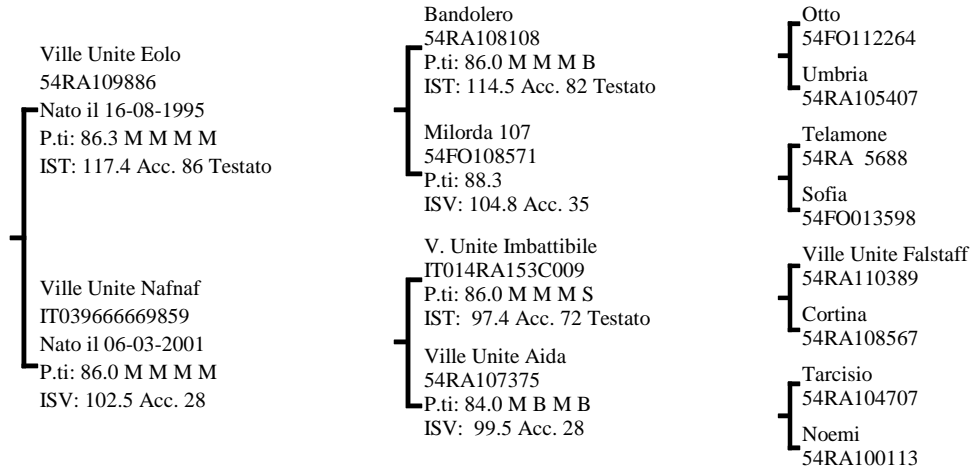 Ville Unite Eolo
54RA109886
Nato il 16-08-1995
P.ti: 86.3 M M M M
IST: 117.4 Acc. 86 Testato
Ville Unite Nafnaf
IT039666669859
Nato il 06-03-2001
P.ti: 86.0 M M M M
ISV: 102.5 Acc. 28
Bandolero
54RA108108
P.ti: 86.0 M M M B
IST: 114.5 Acc. 82 Testato
Milorda 107
54FO108571
P.ti: 88.3
ISV: 104.8 Acc. 35
V. Unite Imbattibile
IT014RA153C009
P.ti: 86.0 M M M S
IST:  97.4 Acc. 72 Testato
Ville Unite Aida
54RA107375
P.ti: 84.0 M B M B
ISV:  99.5 Acc. 28
Otto
54FO112264
Umbria
54RA105407
Telamone
54RA  5688
Sofia
54FO013598
Ville Unite Falstaff
54RA110389
Cortina
54RA108567
Tarcisio
54RA104707
Noemi
54RA100113